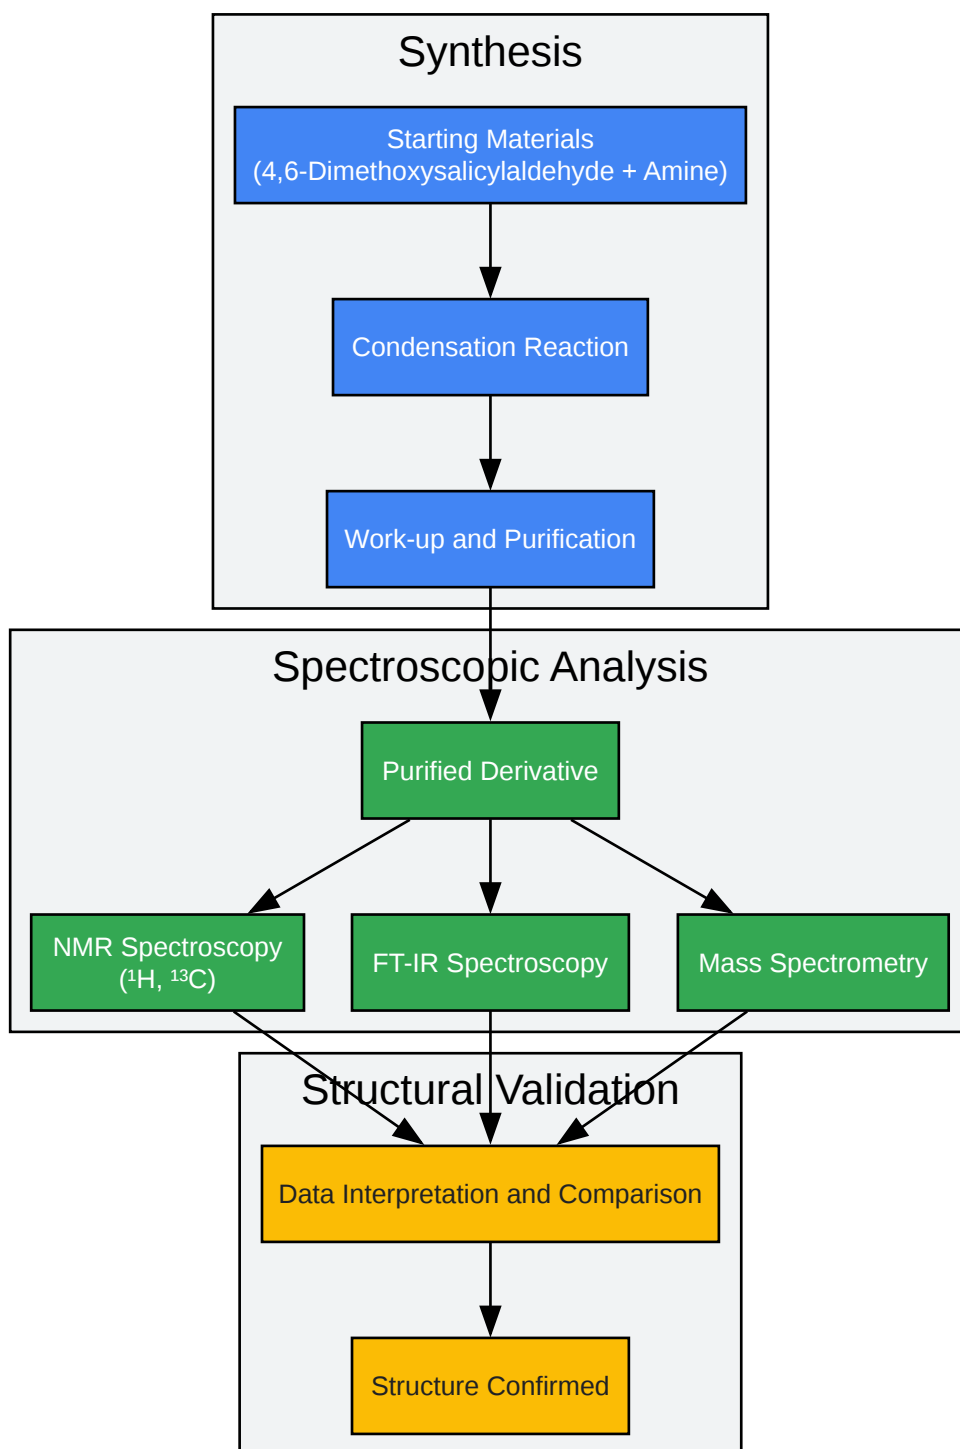 Synthesis
Starting Materials
(4,6-Dimethoxysalicylaldehyde + Amine)
Condensation Reaction
Work-up and Purification
Spectroscopic Analysis
Purified Derivative
NMR Spectroscopy
(¹H, ¹³C)
FT-IR Spectroscopy
Mass Spectrometry
Structural Validation
Data Interpretation and Comparison
Structure Confirmed